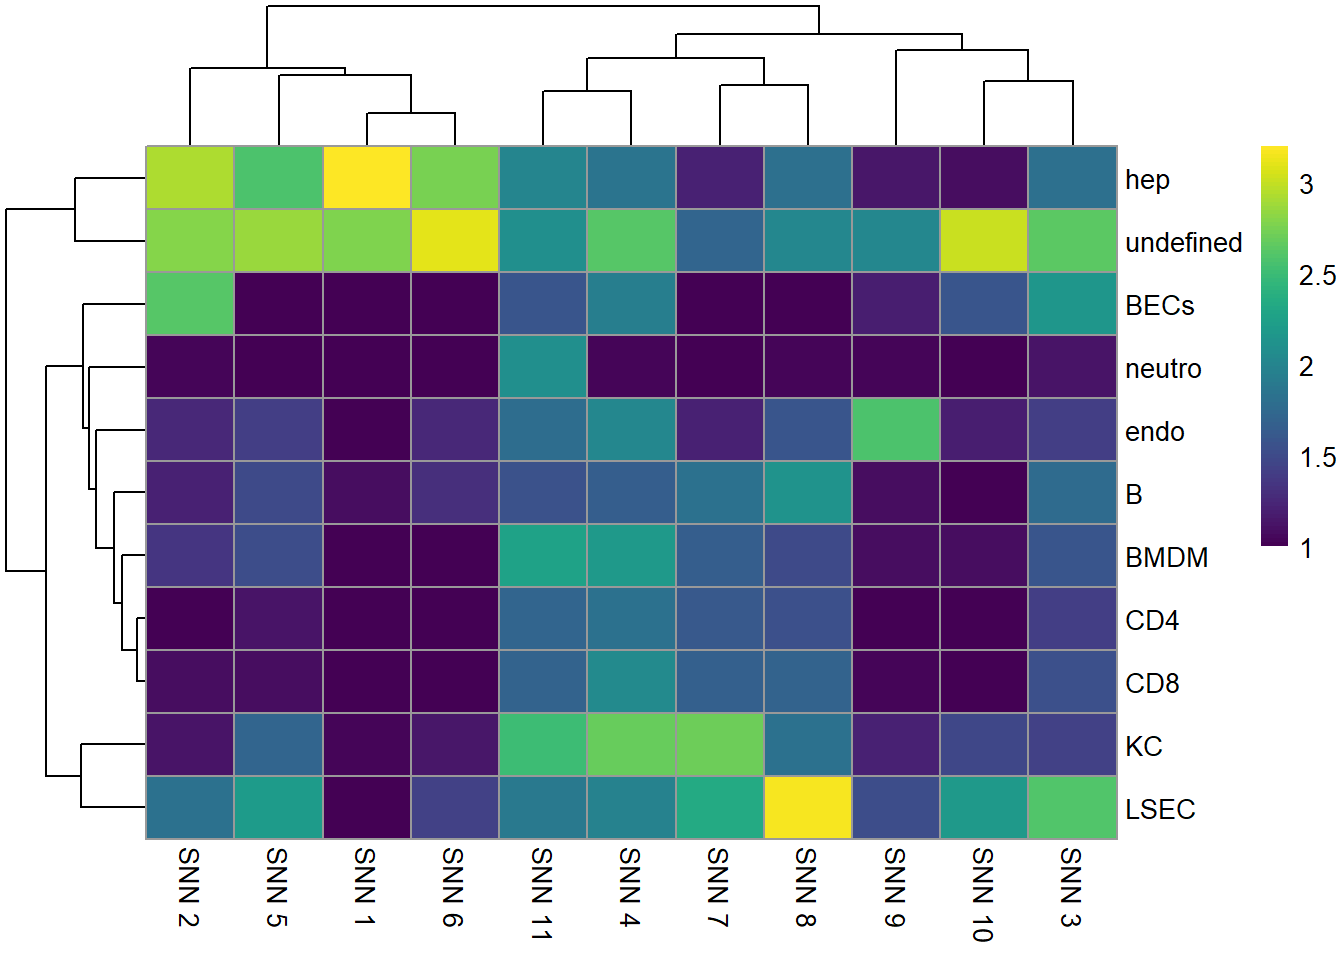 hep
undefined
BECs
neutro
endo
B
BMDM
CD4
CD8
KC
LSEC
3
2.5
2
1.5
1
SNN 2
SNN 5
SNN 1
SNN 6
SNN 11
SNN 4
SNN 7
SNN 8
SNN 9
SNN 10
SNN 3